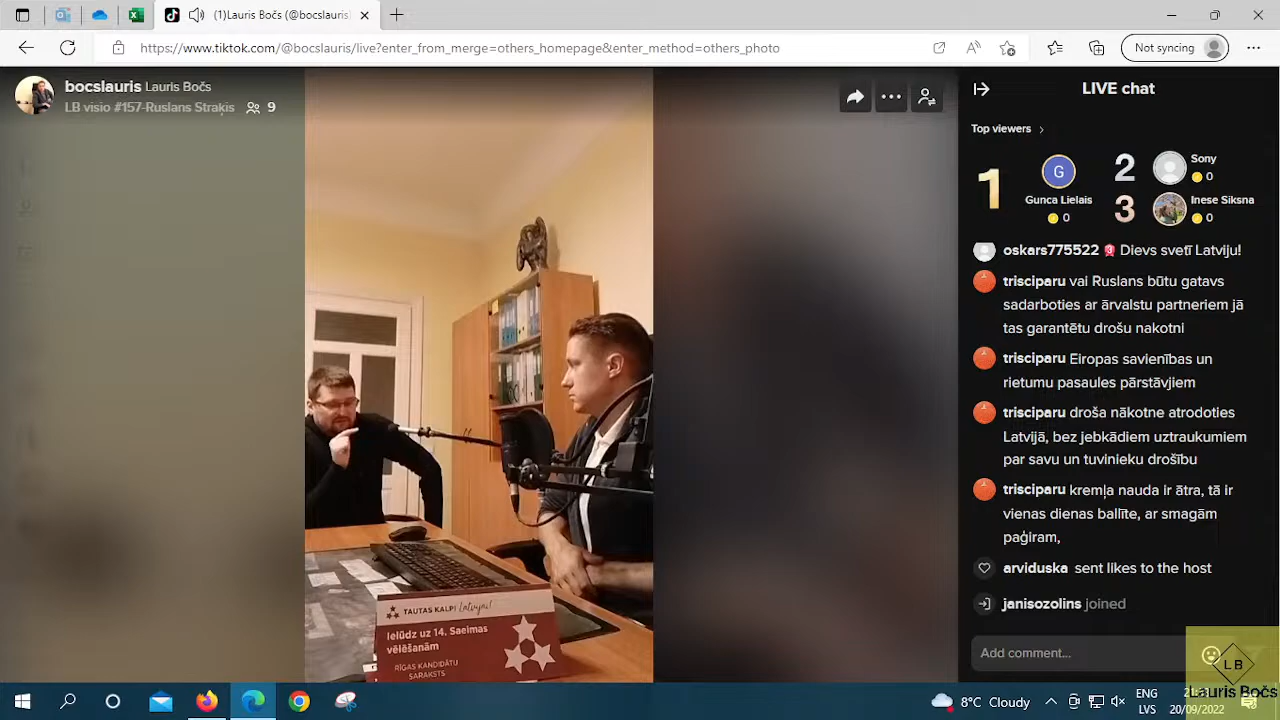 (1)Lauris Bočs (@bocslauris
https://www.tiktok.com/@bocslauris/live?enter_from_merge=others_homepage&enter_method=others_photo
Not syncing
bocslauris Lauris Bočs
LB visio #157-Ruslans Straķis 9
LIVE chat
Top viewers
1
G
Gunca Lielais
0
2
Sony
0
3
Inese Siksna
0
oskars775522 Dievs svetī Latviju!
trisciparu vai Ruslans būtu gatavs
sadarboties ar ārvalstu partneriem jā
tas garantētu drošu nakotni
trisciparu Eiropas savienības un
rietumu pasaules pārstāvjiem
trisciparu droša nākotne atrodoties
Latvijā, bez jebkādiem uztraukumiem
par savu un tuvinieku drošību
trisciparu kremļa nauda ir ātra, tā ir
vienas dienas ballīte, ar smagām
paģiram,
arviduska sent likes to the host
janisozolins joined
Add comment...
TAUTAS KALPI Latvijai!
Ielūdz uz 14. Saeimas
vēlēšanām
RĪGAS KANDIDĀTU
SARAKSTS
LB
Lauris Bočs
8°C Cloudy
ENG
LVS
20/09/2022